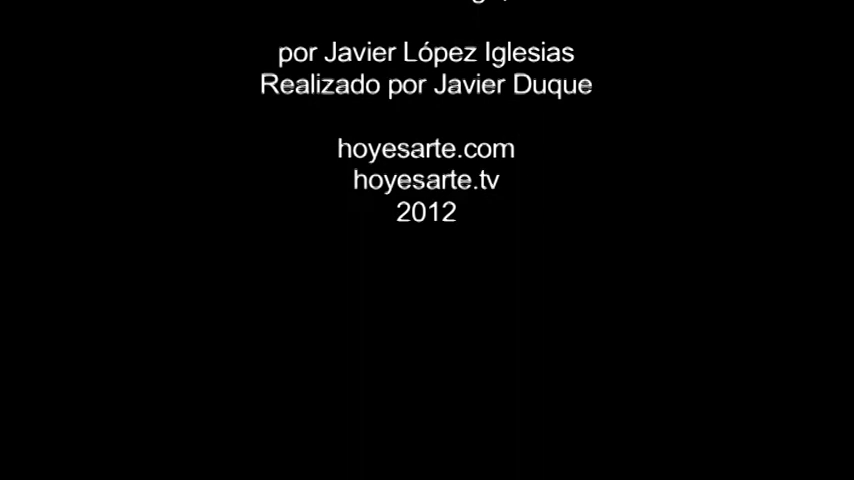 por Javier López Iglesias
Realizado por Javier Duque
hoyesarte.com
hoyesarte.tv
2012